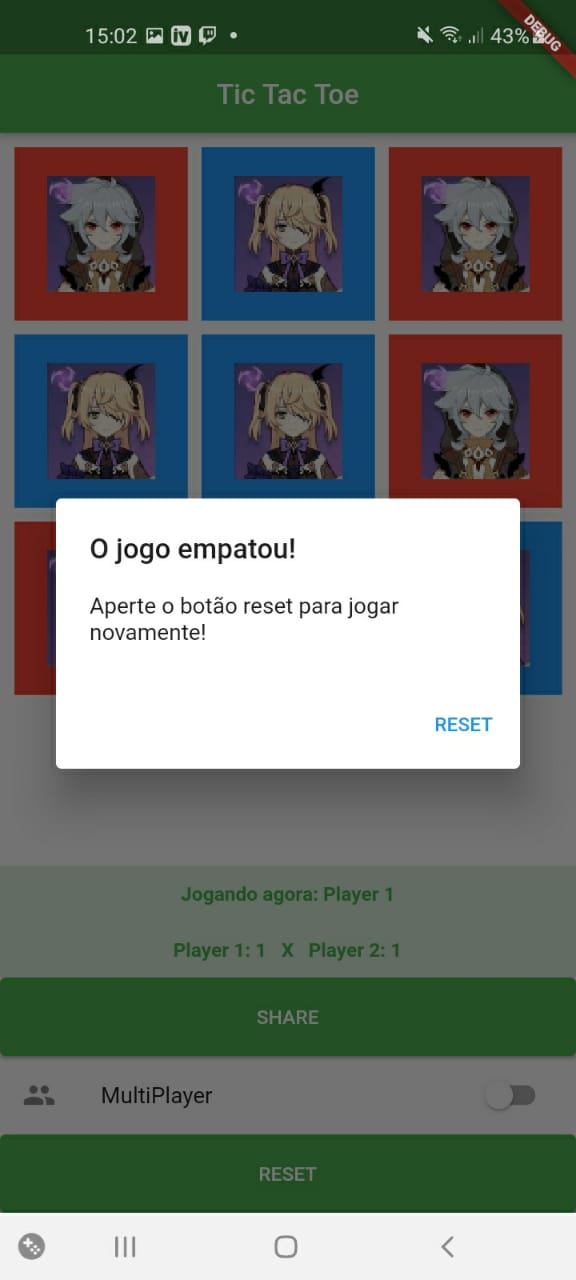 15:02
43%
DEBUG
Tic Tac Toe
O jogo empatou!
Aperte o botão reset para jogar
novamente!
RESET
Jogando agora: Player 1
Player 1: 1 X Player 2: 1
SHARE
MultiPlayer
RESET